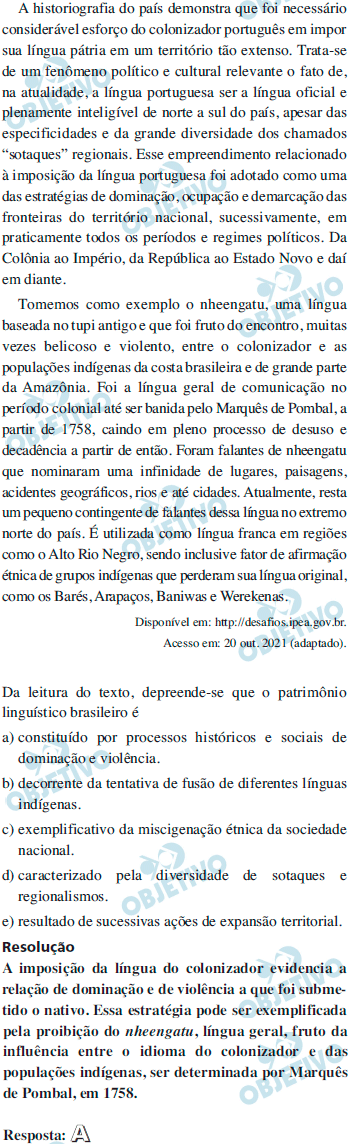 A historiografia do país demonstra que foi necessário
considerável esforço do colonizador português em impor
sua língua pátria em um território tão extenso. Trata-se
de um fenômeno político e cultural relevante o fato de,
na atualidade, a língua portuguesa ser a língua oficial e
plenamente inteligível de norte a sul do país, apesar das
especificidades e da grande diversidade dos chamados
“sotaques” regionais. Esse empreendimento relacionado
à imposição da língua portuguesa foi adotado como uma
das estratégias de dominação, ocupação e demarcação das
fronteiras do território nacional, sucessivamente, em
praticamente todos os períodos e regimes políticos. Da
Colônia ao Império, da República ao Estado Novo e daí
em diante.
Tomemos como exemplo o nheengatu, uma língua
baseada no tupi antigo e que foi fruto do encontro, muitas
vezes belicoso e violento, entre o colonizador e as
populações indígenas da costa brasileira e de grande parte
da Amazônia. Foi a língua geral de comunicação no
período colonial até ser banida pelo Marquês de Pombal, a
partir de 1758, caindo em pleno processo de desuso e
decadência a partir de então. Foram falantes de nheengatu
que nominaram uma infinidade de lugares, paisagens,
acidentes geográficos, rios e até cidades. Atualmente, resta
um pequeno contingente de falantes dessa língua no extremo
norte do país. É utilizada como língua franca em regiões
como o Alto Rio Negro, sendo inclusive fator de afirmação
étnica de grupos indígenas que perderam sua língua original,
como os Barés, Arapaços, Baniwas e Werekenas.
Disponível em: http://desafios.ipea.gov.br.
Acesso em: 20 out. 2021 (adaptado).
Da leitura do texto, depreende-se que o patrimônio
linguístico brasileiro é
a) constituído por processos históricos e sociais de
dominação e violência.
b) decorrente da tentativa de fusão de diferentes línguas
indígenas.
c) exemplificativo da miscigenação étnica da sociedade
nacional.
d) caracterizado pela diversidade de sotaques e
regionalismos.
e) resultado de sucessivas ações de expansão territorial.
Resolução
A imposição da língua do colonizador evidencia a
relação de dominação e de violência a que foi subme-
tido o nativo. Essa estratégia pode ser exemplificada
pela proibição do nheengatu, língua geral, fruto da
influência entre o idioma do colonizador e das
populações indígenas, ser determinada por Marquês
de Pombal, em 1758.
Resposta: A